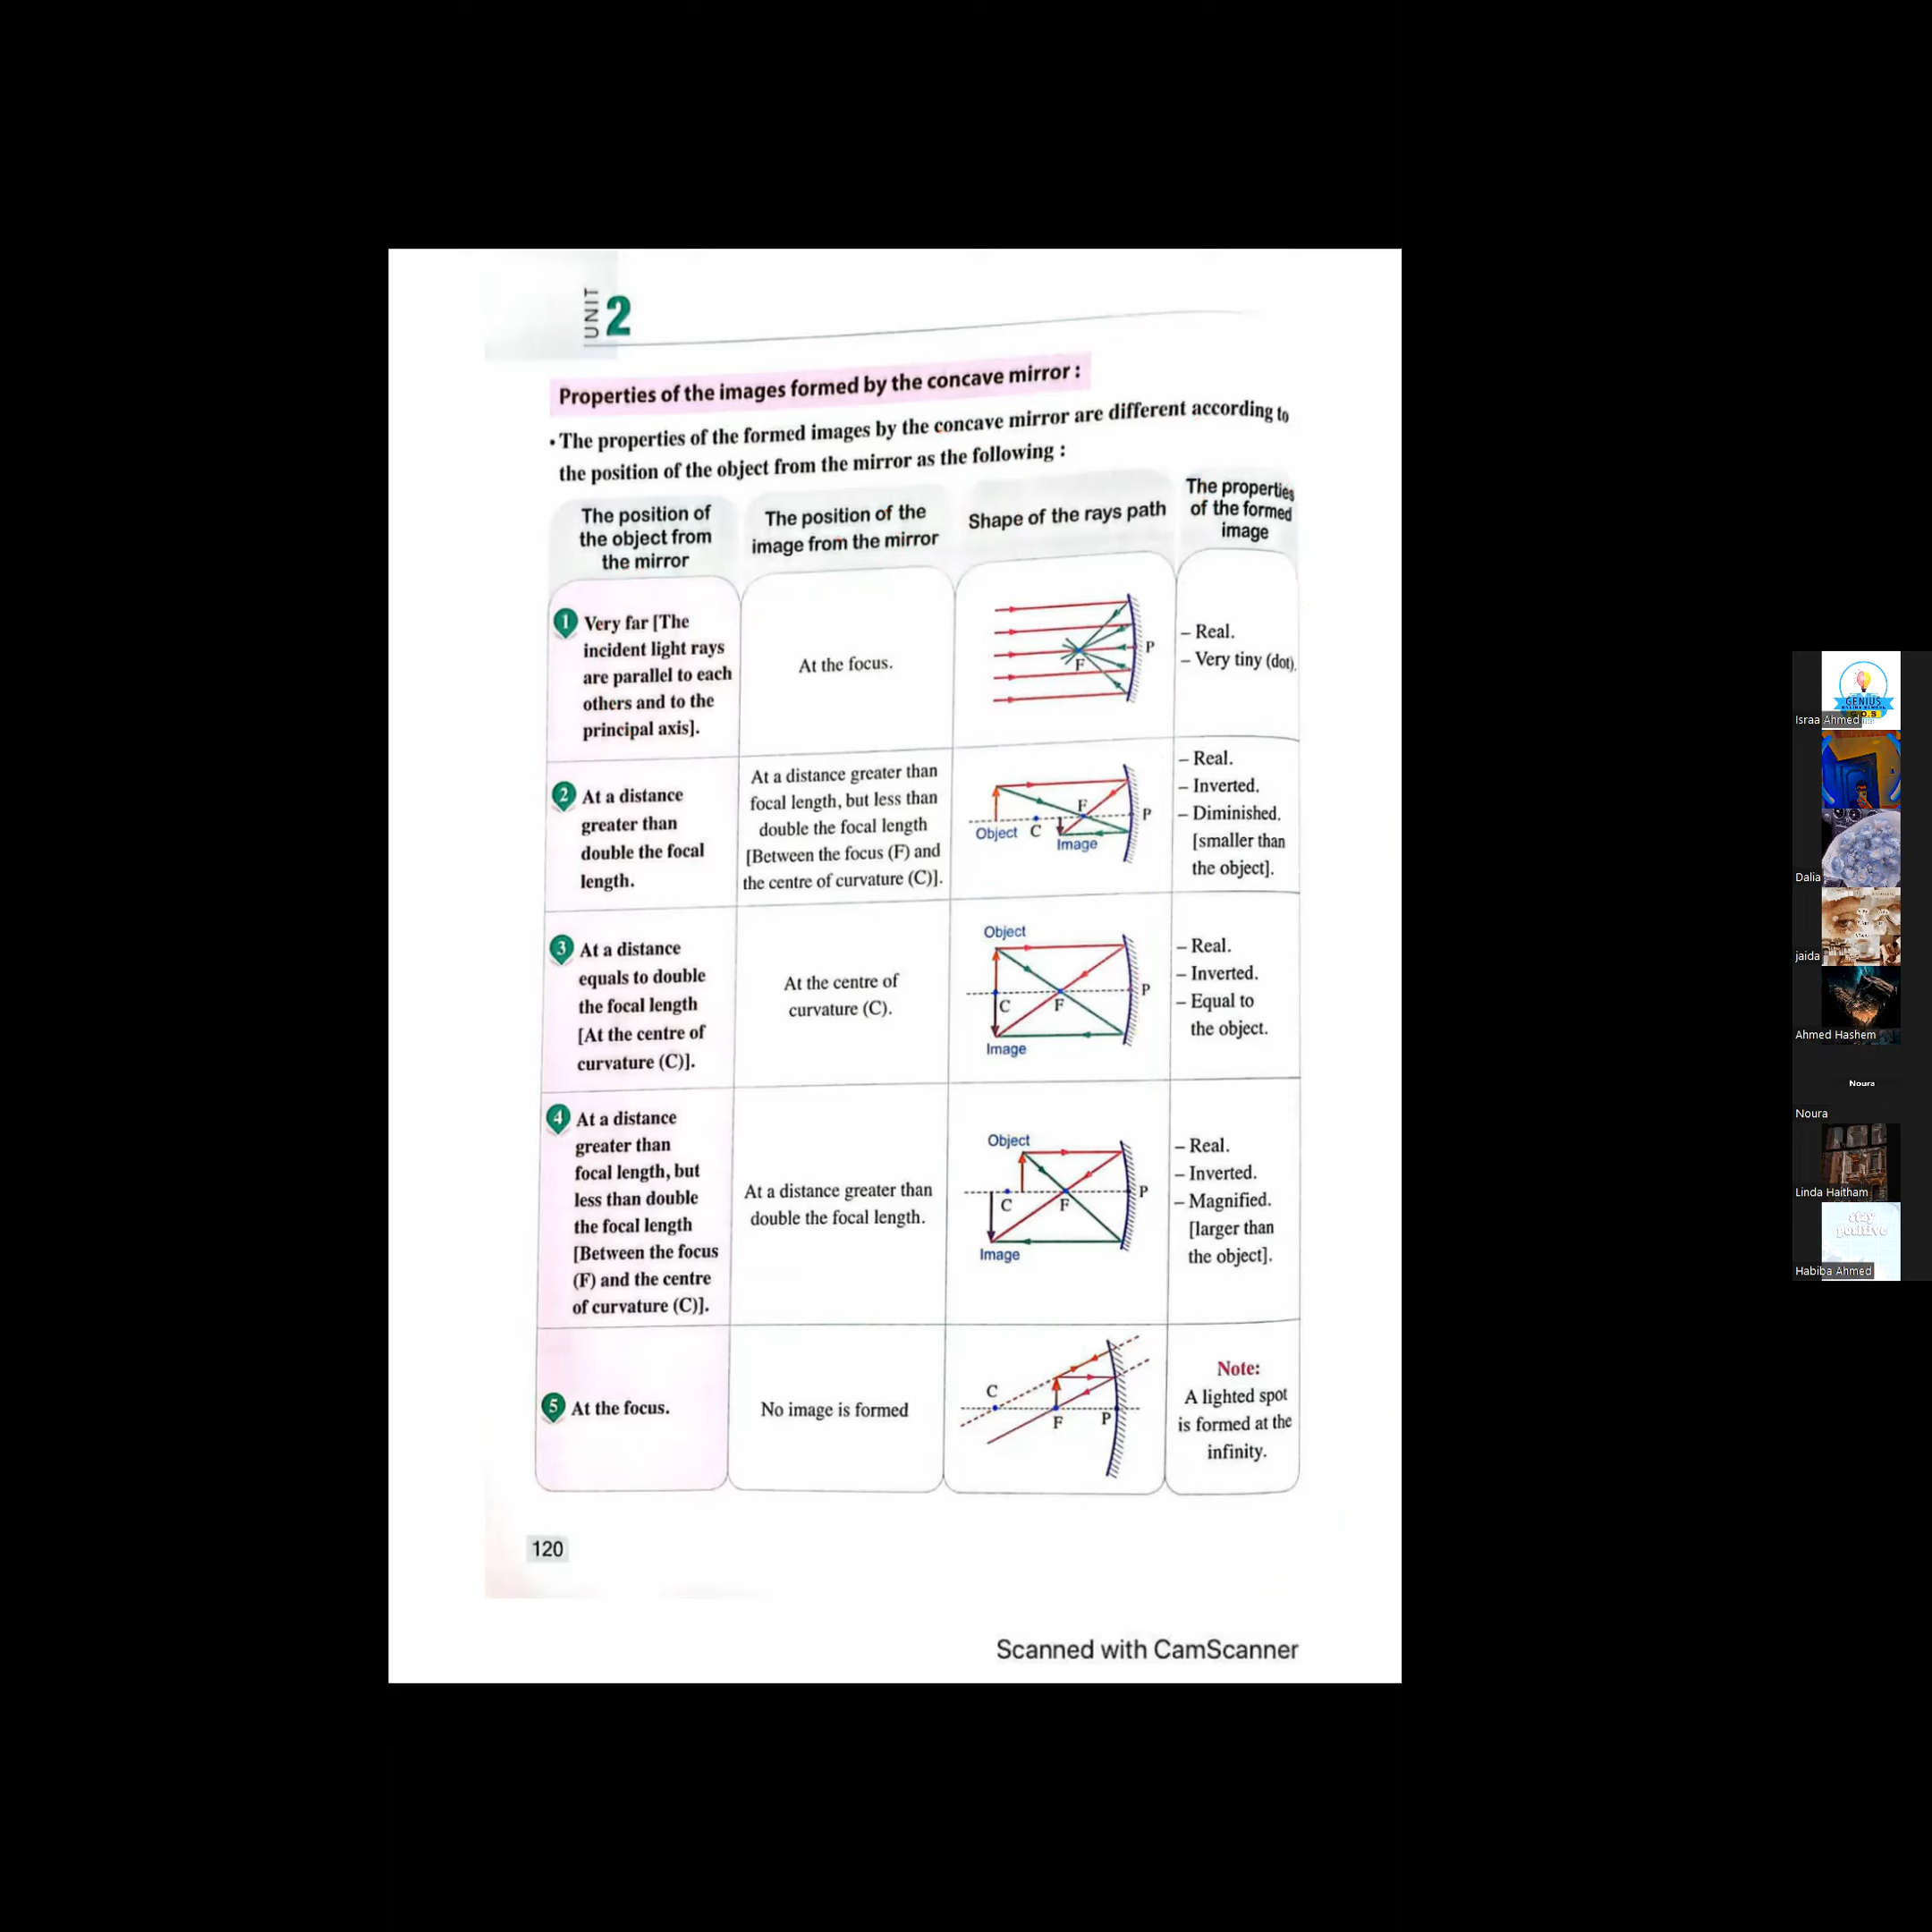 UNIT 2
Properties of the images formed by the concave mirror :
• The properties of the formed images by the concave mirror are different according to
the position of the object from the mirror as the following :
The position of
the object from
the mirror
The position of the
image from the mirror
Shape of the rays path
The properties
of the formed
image
1 Very far [The
incident light rays
are parallel to each
others and to the
principal axis].
At the focus.
F
P
– Real.
– Very tiny (dot).
2 At a distance
greater than
double the focal
length.
At a distance greater than
focal length, but less than
double the focal length
[Between the focus (F) and
the centre of curvature (C)].
F
P
Object C
Image
– Real.
– Inverted.
– Diminished.
[smaller than
the object].
3 At a distance
equals to double
the focal length
[At the centre of
curvature (C)].
At the centre of
curvature (C).
Object
P
C F
Image
– Real.
– Inverted.
– Equal to
the object.
4 At a distance
greater than
focal length, but
less than double
the focal length
[Between the focus
(F) and the centre
of curvature (C)].
At a distance greater than
double the focal length.
Object
P
C F
Image
– Real.
– Inverted.
– Magnified.
[larger than
the object].
5 At the focus.
No image is formed
C
F P
Note:
A lighted spot
is formed at the
infinity.
120
Scanned with CamScanner
GENIUS
G.O.S
Israa Ahmed
Dalia
jaida
Ahmed Hashem
Noura
Noura
Linda Haitham
stay
positive
Habiba Ahmed